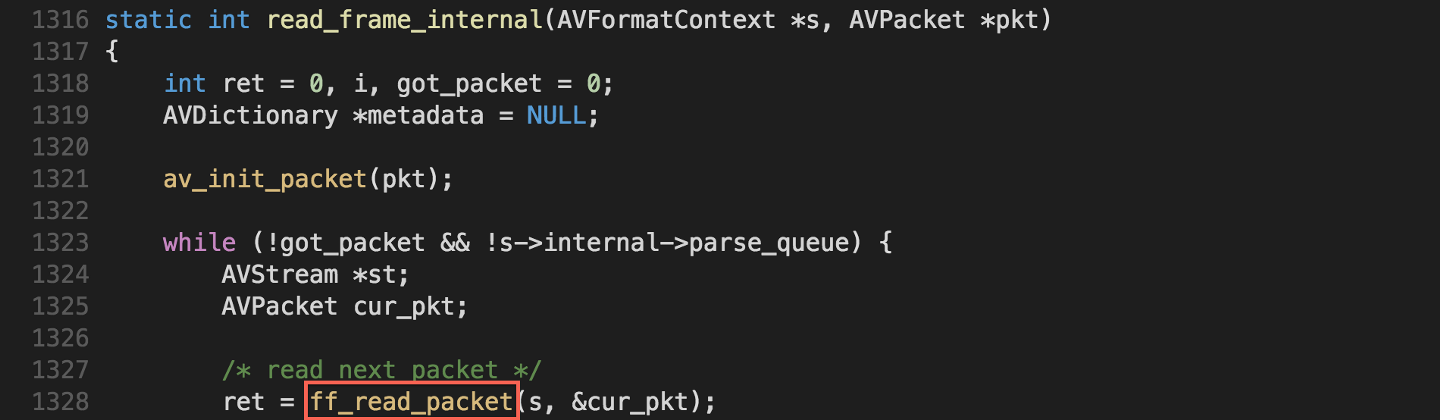 1316 static int read_frame_internal(AVFormatContext *s, AVPacket *pkt)
1317 {
1318     int ret = 0, i, got_packet = 0;
1319     AVDictionary *metadata = NULL;
1320
1321     av_init_packet(pkt);
1322
1323     while (!got_packet && !s->internal->parse_queue) {
1324         AVStream *st;
1325         AVPacket cur_pkt;
1326
1327         /* read next packet */
1328         ret = ff_read_packet(s, &cur_pkt);